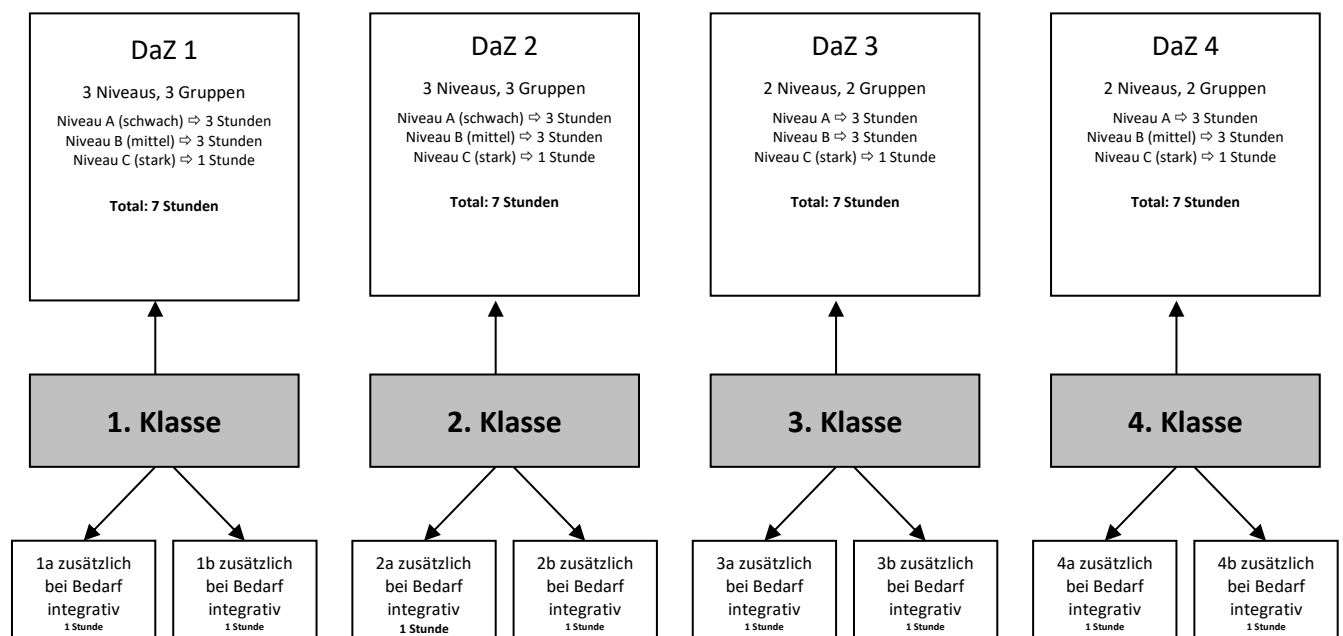 DaZ 1
3 Niveaus, 3 Gruppen
Niveau A (schwach) ⇨ 3 Stunden
Niveau B (mittel) ⇨ 3 Stunden
Niveau C (stark) ⇨ 1 Stunde
Total: 7 Stunden
DaZ 2
3 Niveaus, 3 Gruppen
Niveau A (schwach) ⇨ 3 Stunden
Niveau B (mittel) ⇨ 3 Stunden
Niveau C (stark) ⇨ 1 Stunde
Total: 7 Stunden
DaZ 3
2 Niveaus, 2 Gruppen
Niveau A ⇨ 3 Stunden
Niveau B ⇨ 3 Stunden
Niveau C (stark) ⇨ 1 Stunde
Total: 7 Stunden
DaZ 4
2 Niveaus, 2 Gruppen
Niveau A ⇨ 3 Stunden
Niveau B (mittel) ⇨ 3 Stunden
Niveau C (stark) ⇨ 1 Stunde
Total: 7 Stunden
1. Klasse
2. Klasse
3. Klasse
4. Klasse
1a zusätzlich
bei Bedarf
integrativ
1 Stunde
1b zusätzlich
bei Bedarf
integrativ
1 Stunde
2a zusätzlich
bei Bedarf
integrativ
1 Stunde
2b zusätzlich
bei Bedarf
integrativ
1 Stunde
3a zusätzlich
bei Bedarf
integrativ
1 Stunde
3b zusätzlich
bei Bedarf
integrativ
1 Stunde
4a zusätzlich
bei Bedarf
integrativ
1 Stunde
4b zusätzlich
bei Bedarf
integrativ
1 Stunde